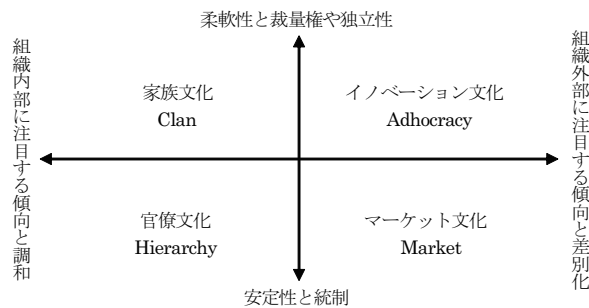 柔軟性と裁量権や独立性
組織内部に注目する傾向と調和
家族文化
Clan
イノベーション文化
Adhocracy
官僚文化
Hierarchy
マーケット文化
Market
組織外部に注目する傾向と差別化
安定性と統制